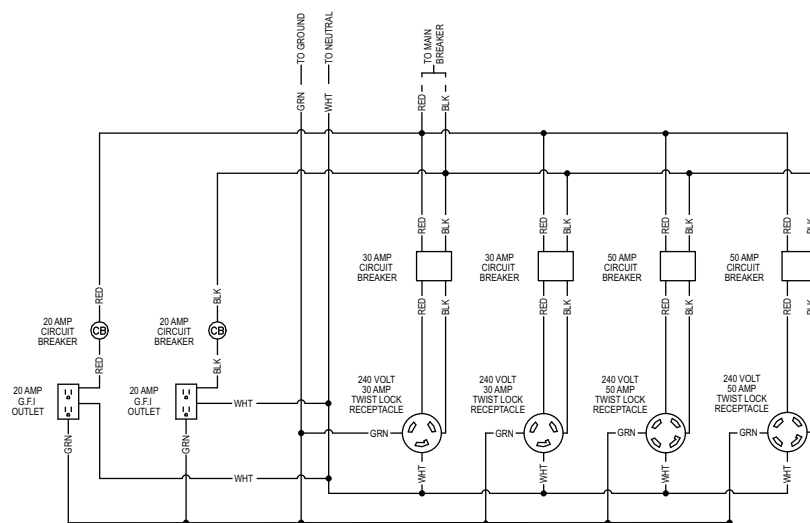 TO GROUND
TO NEUTRAL
TO MAIN
BREAKER
GRN
WHT
RED
BLK
RED
BLK
RED
BLK
RED
BLK
RED
BLK
30 AMP
CIRCUIT
BREAKER
30 AMP
CIRCUIT
BREAKER
50 AMP
CIRCUIT
BREAKER
50 AMP
CIRCUIT
BREAKER
RED
BLK
RED
BLK
RED
BLK
RED
BLK
RED
BLK
20 AMP
CIRCUIT
BREAKER
CB
20 AMP
CIRCUIT
BREAKER
CB
RED
BLK
20 AMP
G.F.I
OUTLET
20 AMP
G.F.I
OUTLET
240 VOLT
30 AMP
TWIST LOCK
RECEPTACLE
240 VOLT
30 AMP
TWIST LOCK
RECEPTACLE
240 VOLT
50 AMP
TWIST LOCK
RECEPTACLE
240 VOLT
50 AMP
TWIST LOCK
RECEPTACLE
WHT
GRN
GRN
GRN
GRN
GRN
GRN
WHT
WHT
WHT
WHT
WHT